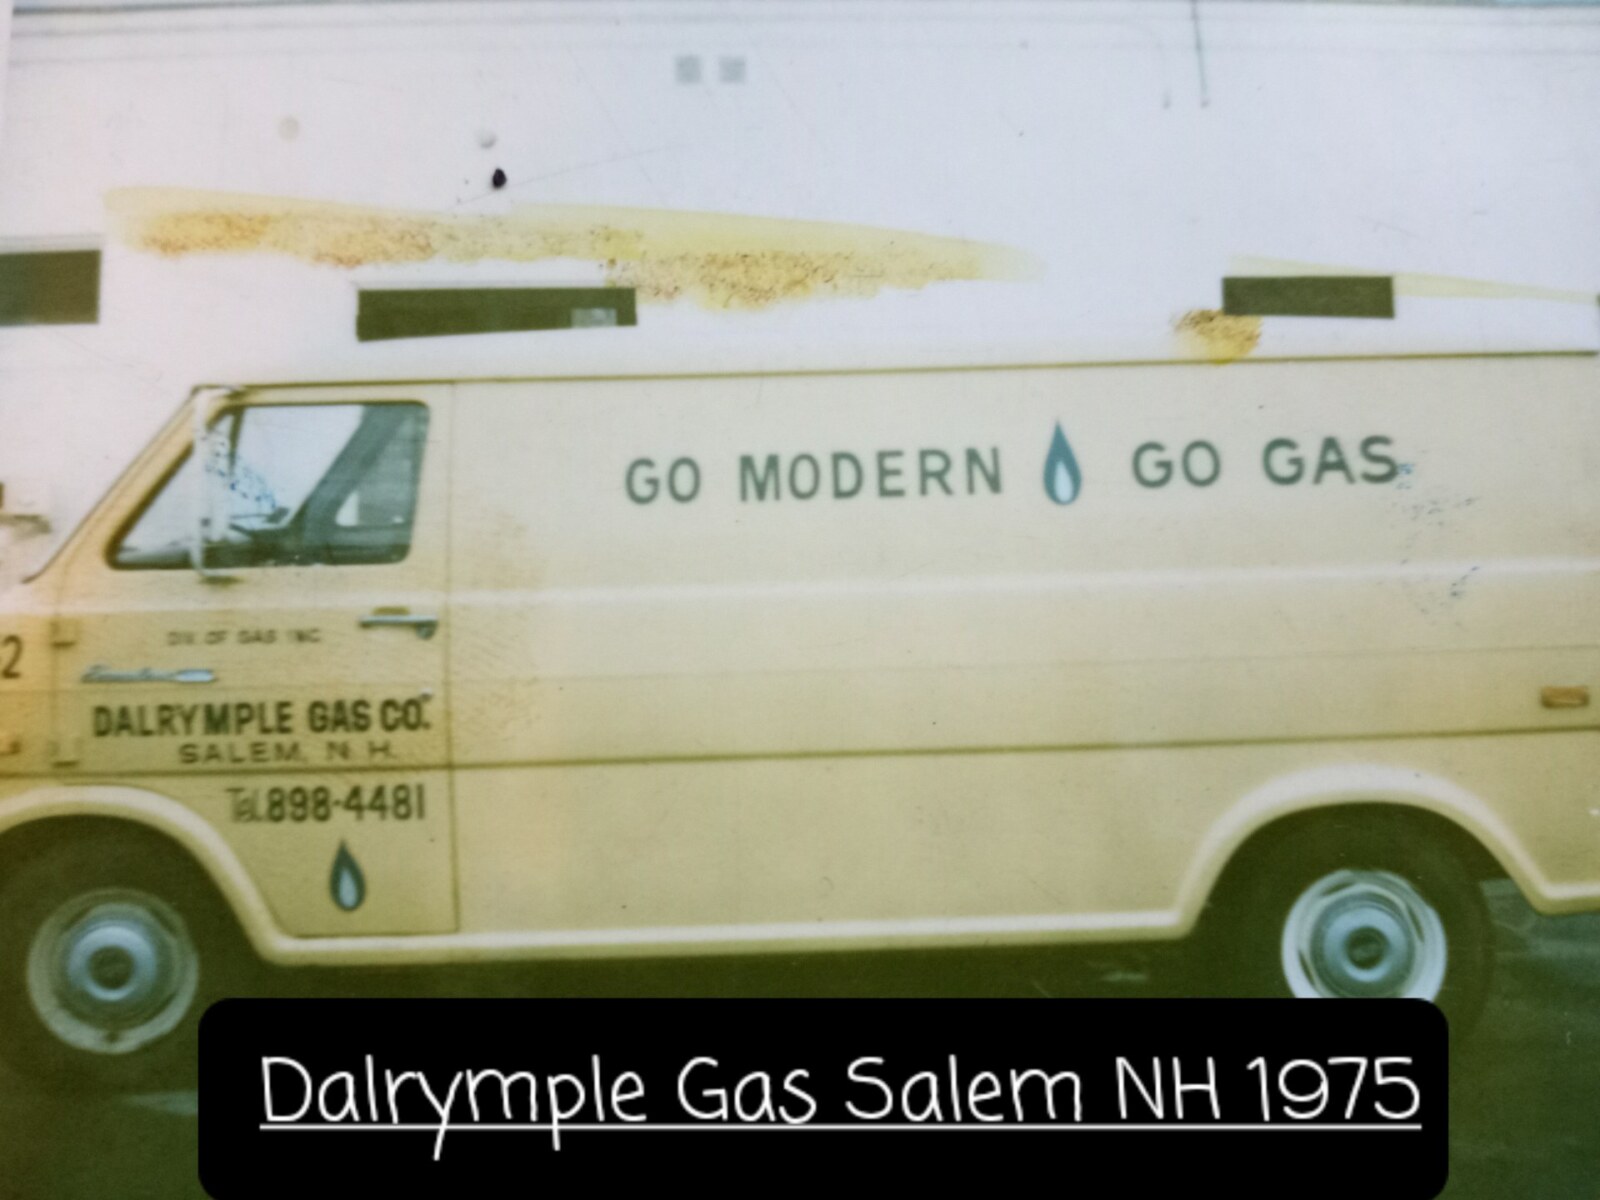 GO MODERN GO GAS
2
DIV. OF GAS INC.
DALRYMPLE GAS CO.
SALEM, N.H.
Tel. 898-4481
Dalrymple Gas Salem NH 1975